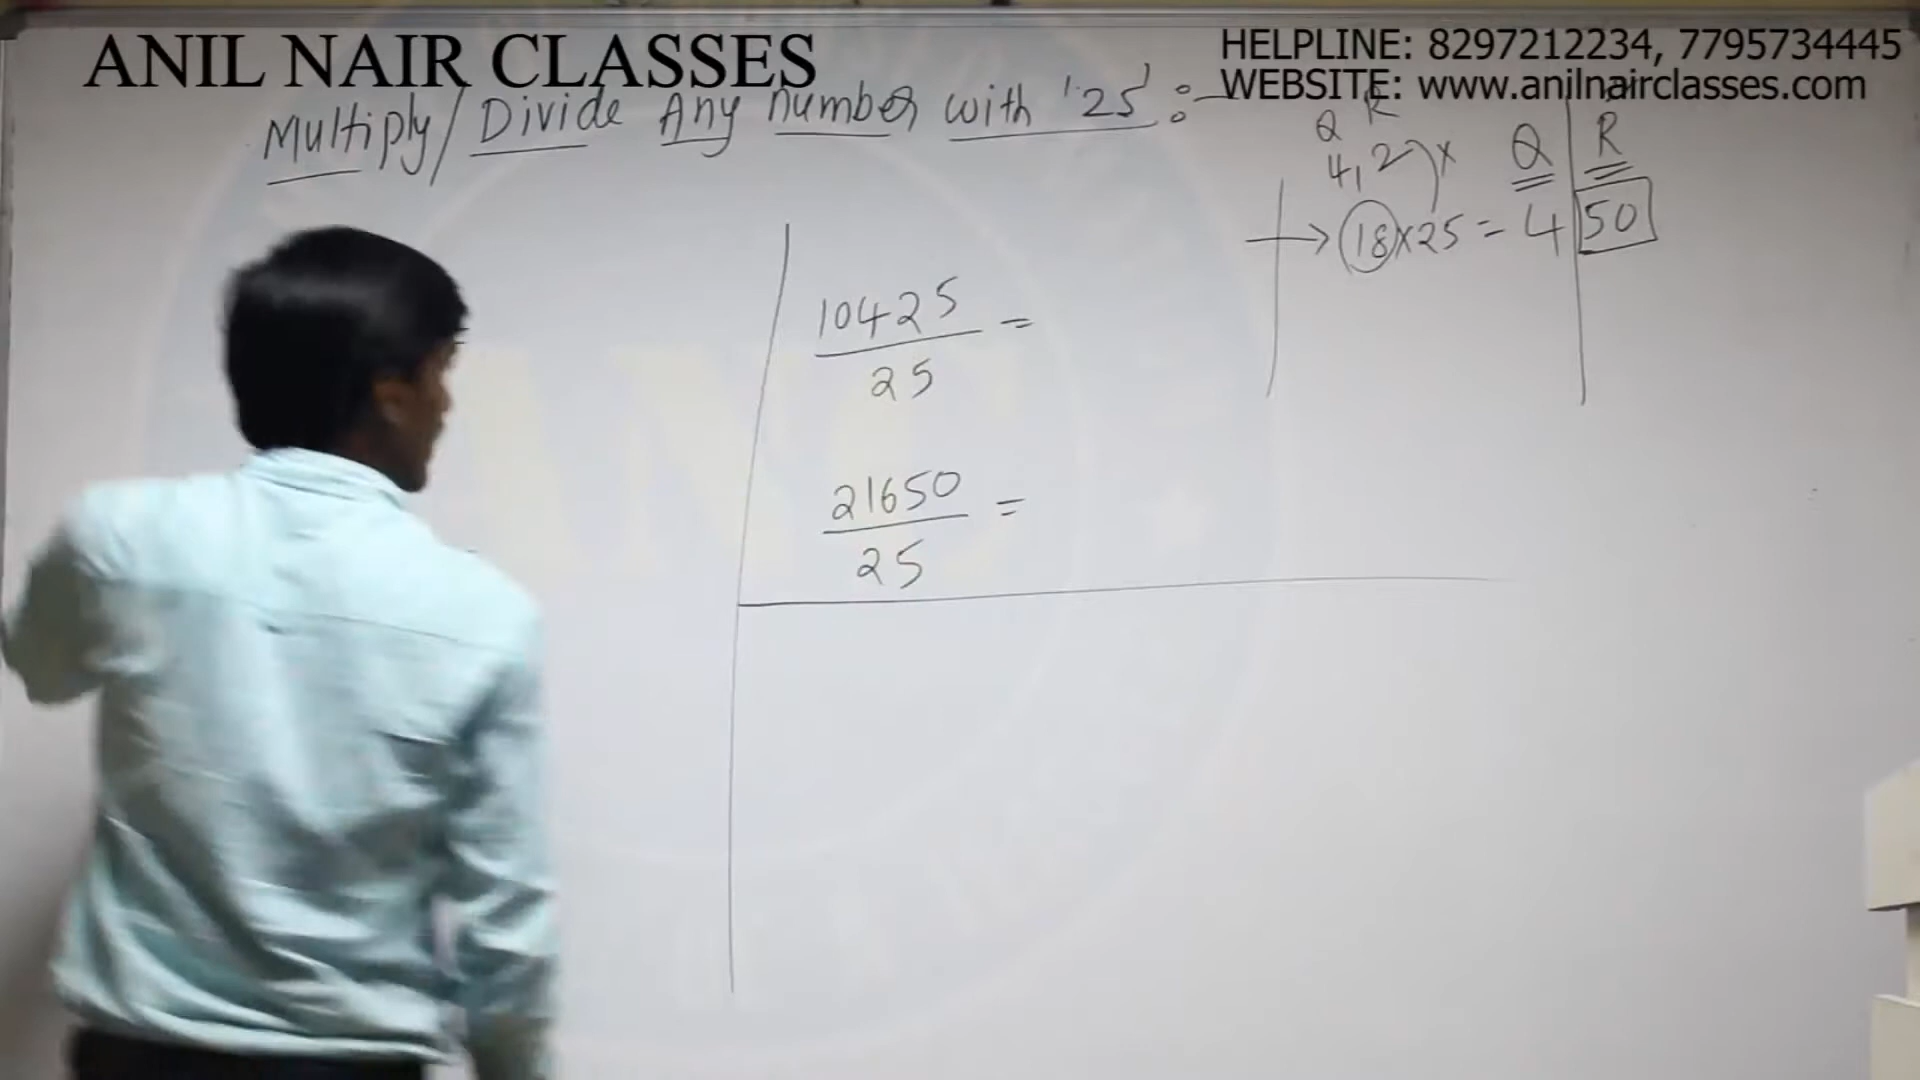 ANIL NAIR CLASSES
HELPLINE: 8297212234, 7795734445
WEBSITE: www.anilnairclasses.com
Multiply/Divide Any number with '25' :-
Q R
4, 2 ) ×
Q R
→ 18 × 25 = 4 50
10425
25
=
21650
25
=